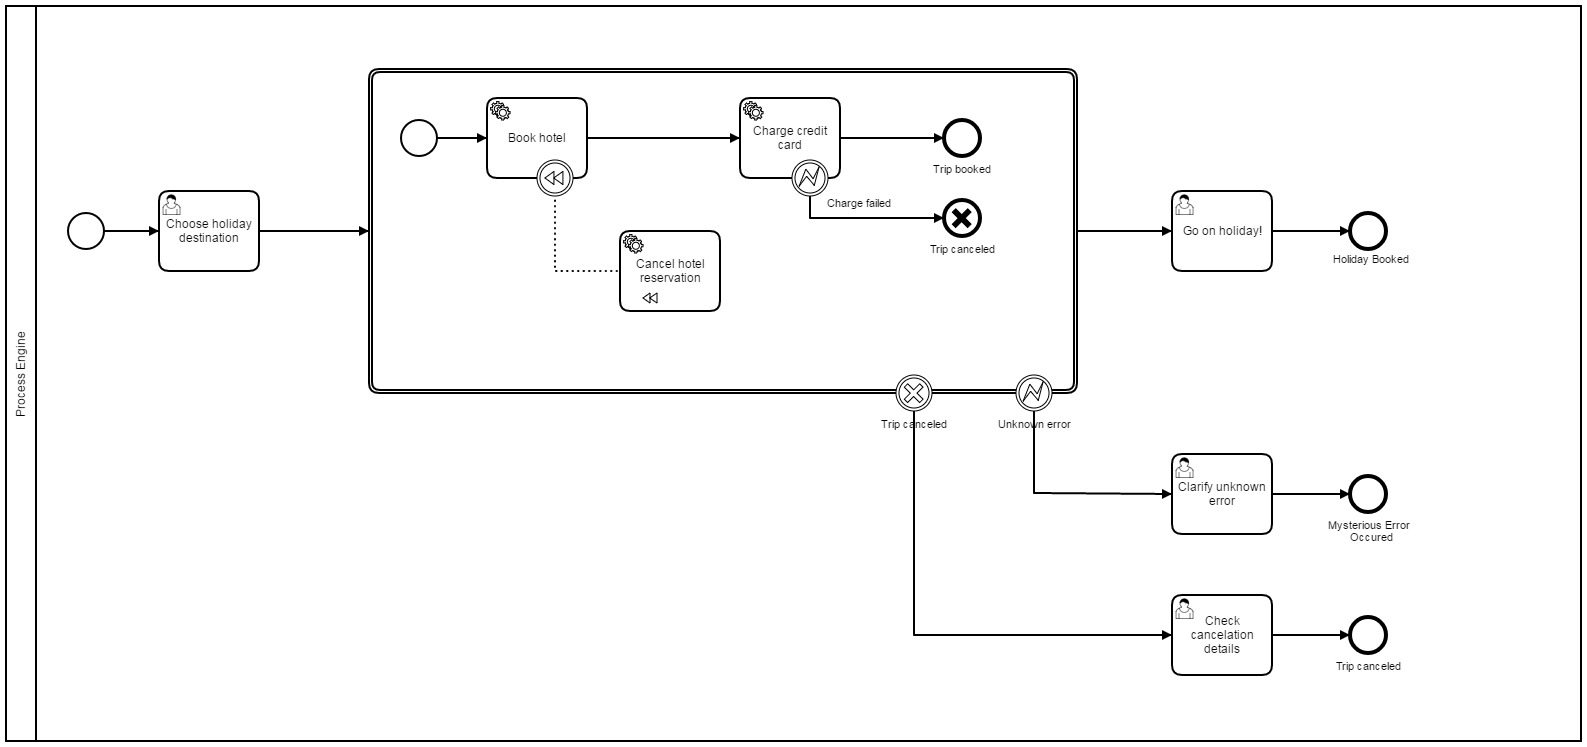 Process Engine
Choose holiday
destination
Book hotel
Charge credit
card
Trip booked
Charge failed
Trip canceled
Cancel hotel
reservation
Go on holiday!
Holiday Booked
Trip canceled
Unknown error
Clarify unknown
error
Mysterious Error
Occured
Check
cancelation
details
Trip canceled